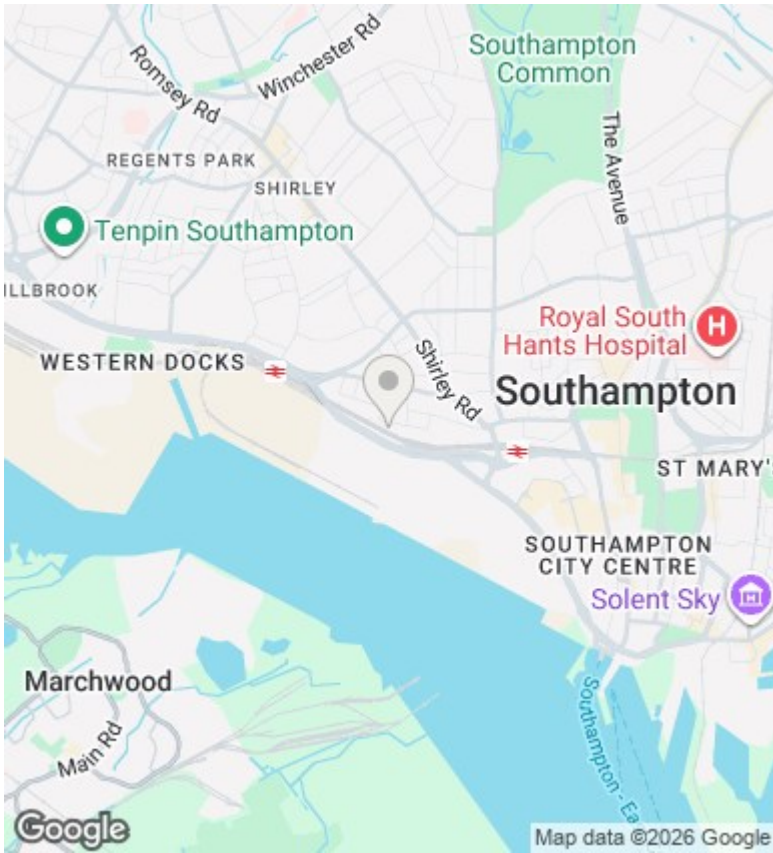 Southampton
Common
Winchester Rd
Romsey Rd
The Avenue
REGENTS PARK
SHIRLEY
Tenpin Southampton
ILLBROOK
Royal South
Hants Hospital
H
WESTERN DOCKS
Shirley Rd
Southampton
ST MARY'
SOUTHAMPTON
CITY CENTRE
Solent Sky
Marchwood
Main Rd
Southampton - Ea
Google
Map data ©2026 Google